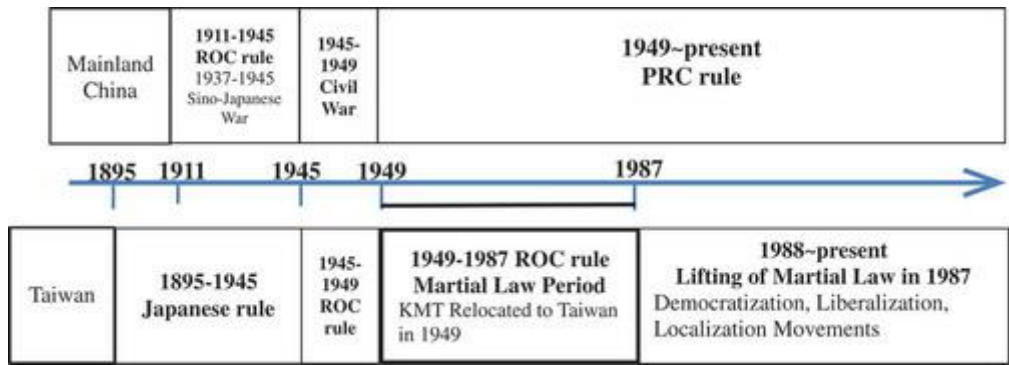 Mainland
China
1911-1945
ROC rule
1937-1945
Sino-Japanese
War
1945-
1949
Civil
War
1949~present
PRC rule
1895 1911 1945 1949 1987
Taiwan
1895-1945
Japanese rule
1945-
1949
ROC
rule
1949-1987 ROC rule
Martial Law Period
KMT Relocated to Taiwan
in 1949
1988~present
Lifting of Martial Law in 1987
Democratization, Liberalization,
Localization Movements